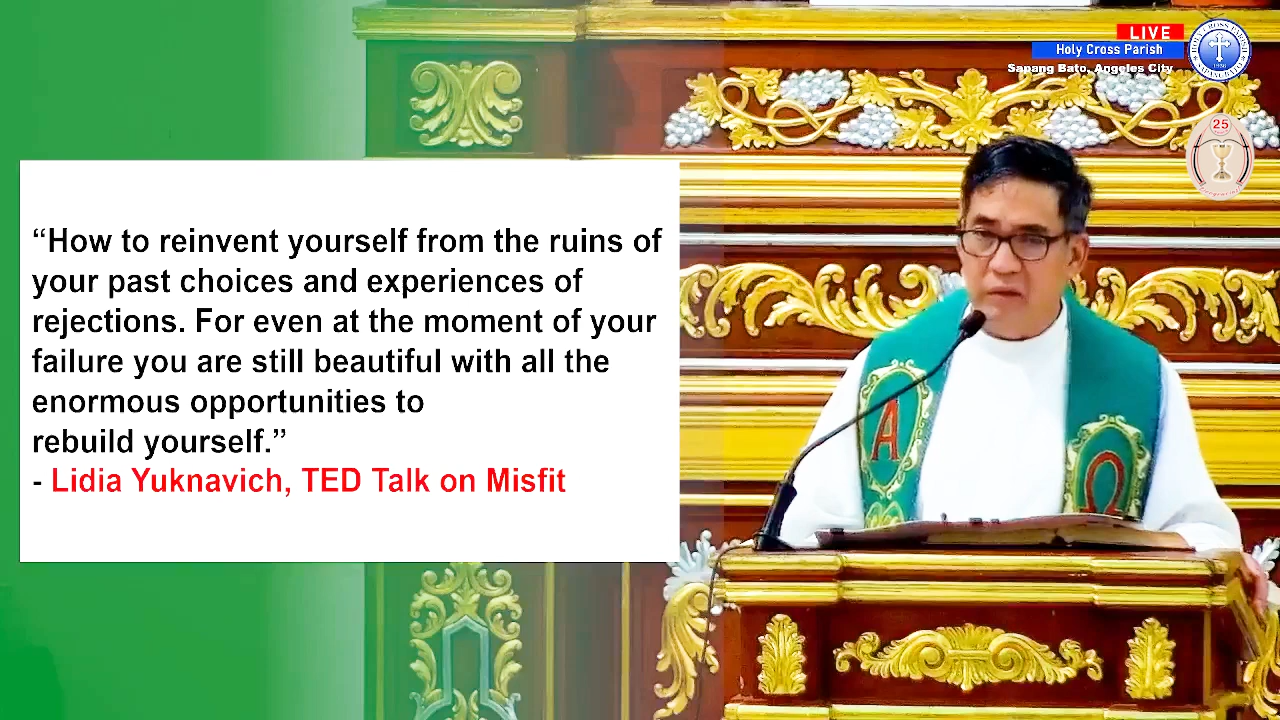 LIVE
Holy Cross Parish
Sapang Bato, Angeles City
25
“How to reinvent yourself from the ruins of
your past choices and experiences of
rejections. For even at the moment of your
failure you are still beautiful with all the
enormous opportunities to
rebuild yourself.”
- Lidia Yuknavich, TED Talk on Misfit
A
Ω